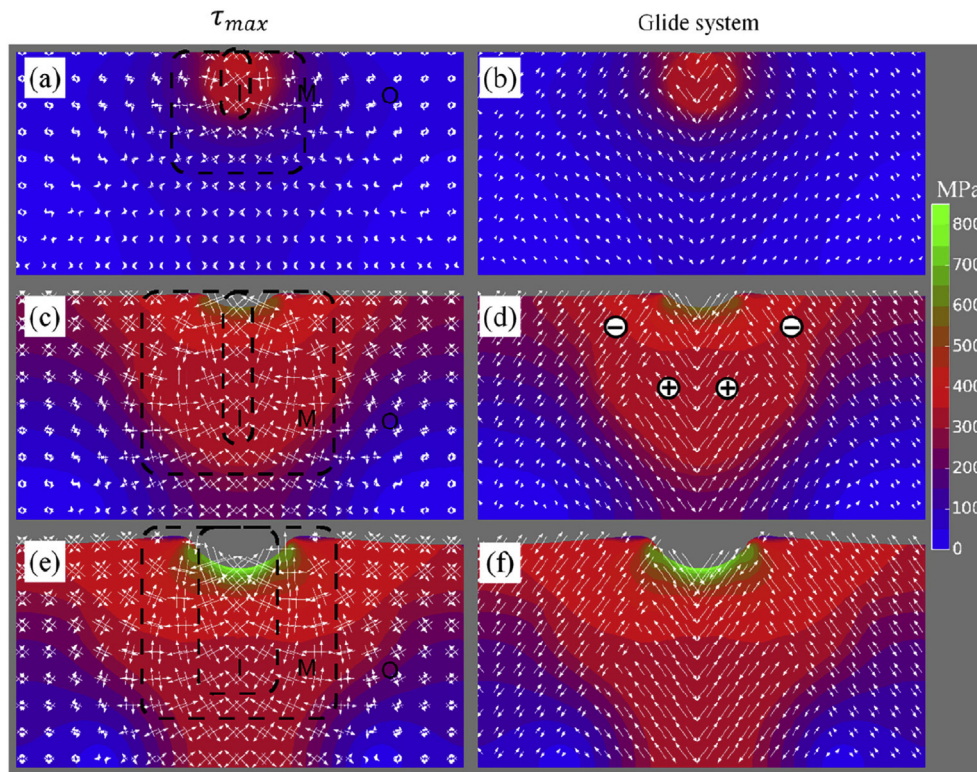 τmax
Glide system
(a)
I
M
O
(b)
MPa
800
700
600
500
400
300
200
100
0
(c)
I
M
O
(d)
− −
+ +
(e)
I
M
O
(f)